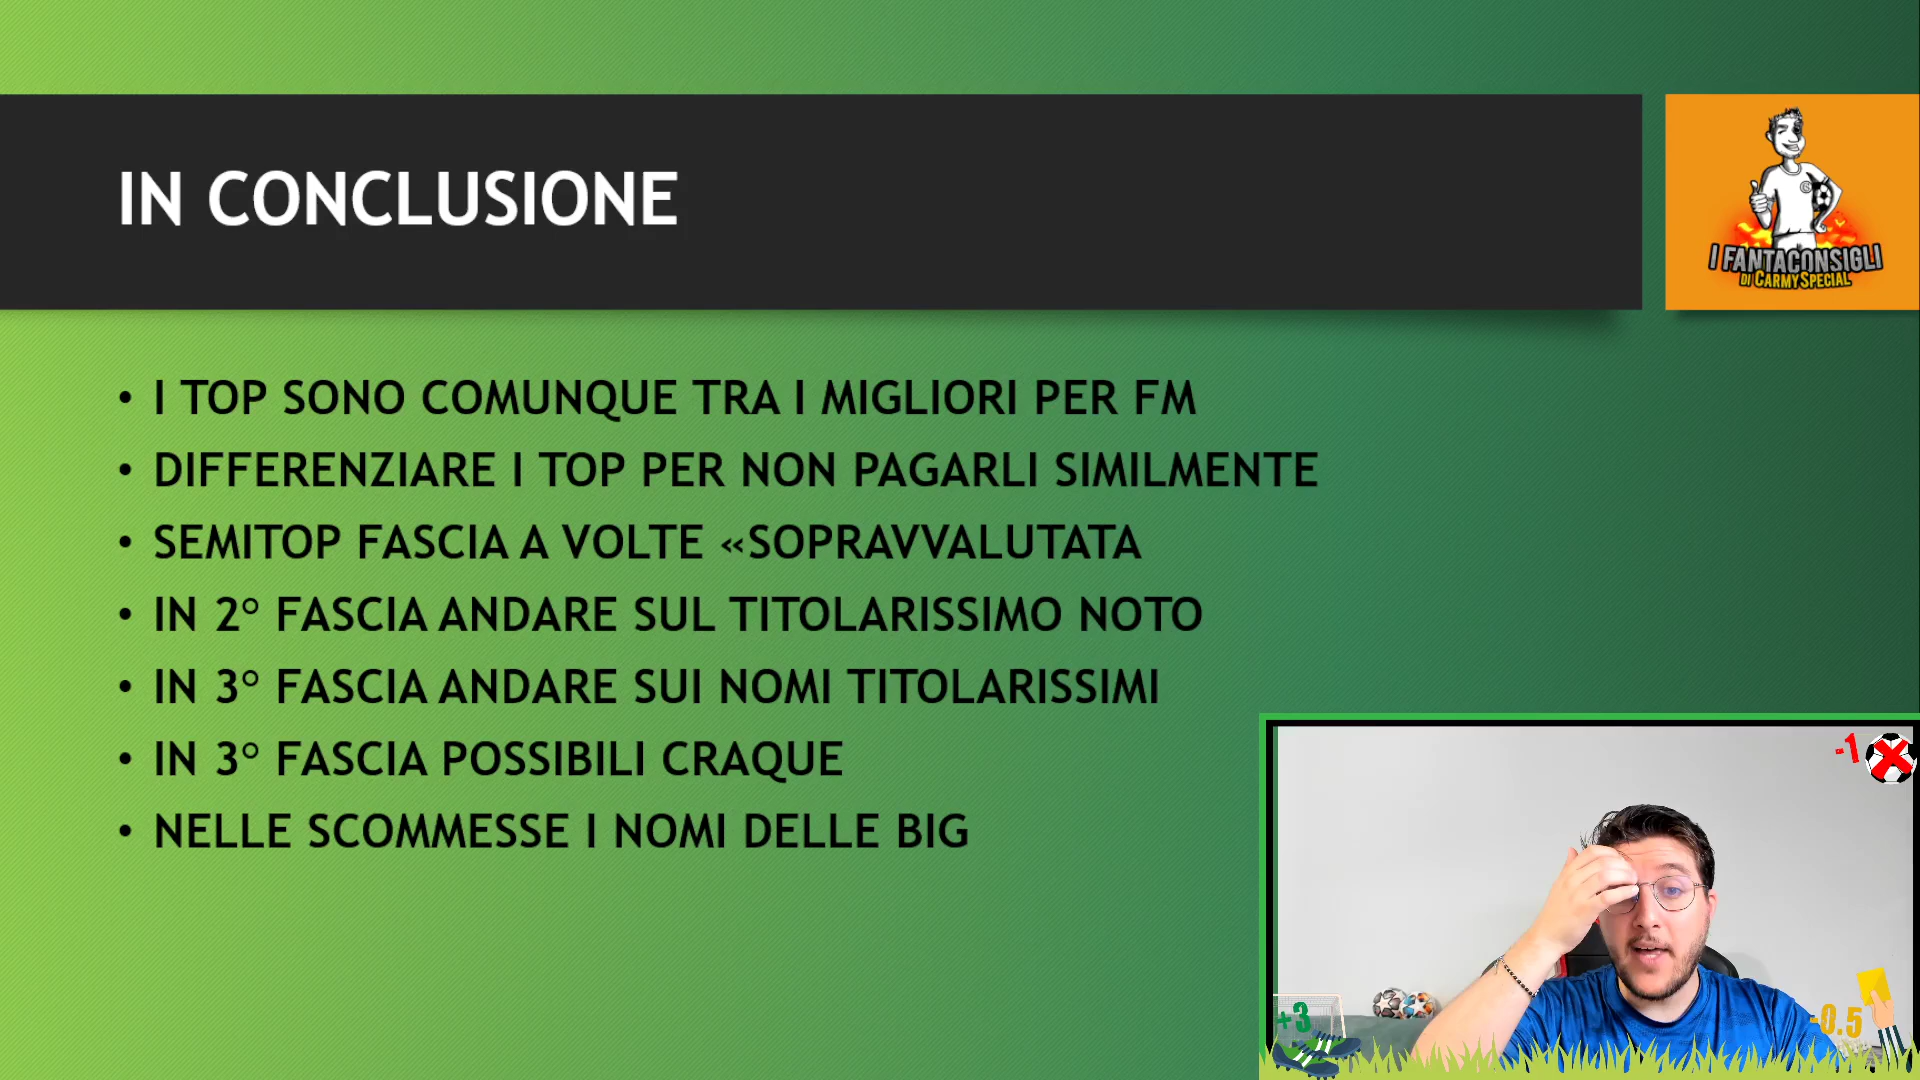 IN CONCLUSIONE
I FANTACONSIGLI
DI CARMYSPECIAL
• I TOP SONO COMUNQUE TRA I MIGLIORI PER FM
• DIFFERENZIARE I TOP PER NON PAGARLI SIMILMENTE
• SEMITOP FASCIA A VOLTE «SOPRAVVALUTATA
• IN 2° FASCIA ANDARE SUL TITOLARISSIMO NOTO
• IN 3° FASCIA ANDARE SUI NOMI TITOLARISSIMI
• IN 3° FASCIA POSSIBILI CRAQUE
• NELLE SCOMMESSE I NOMI DELLE BIG
-1
+3
-0.5